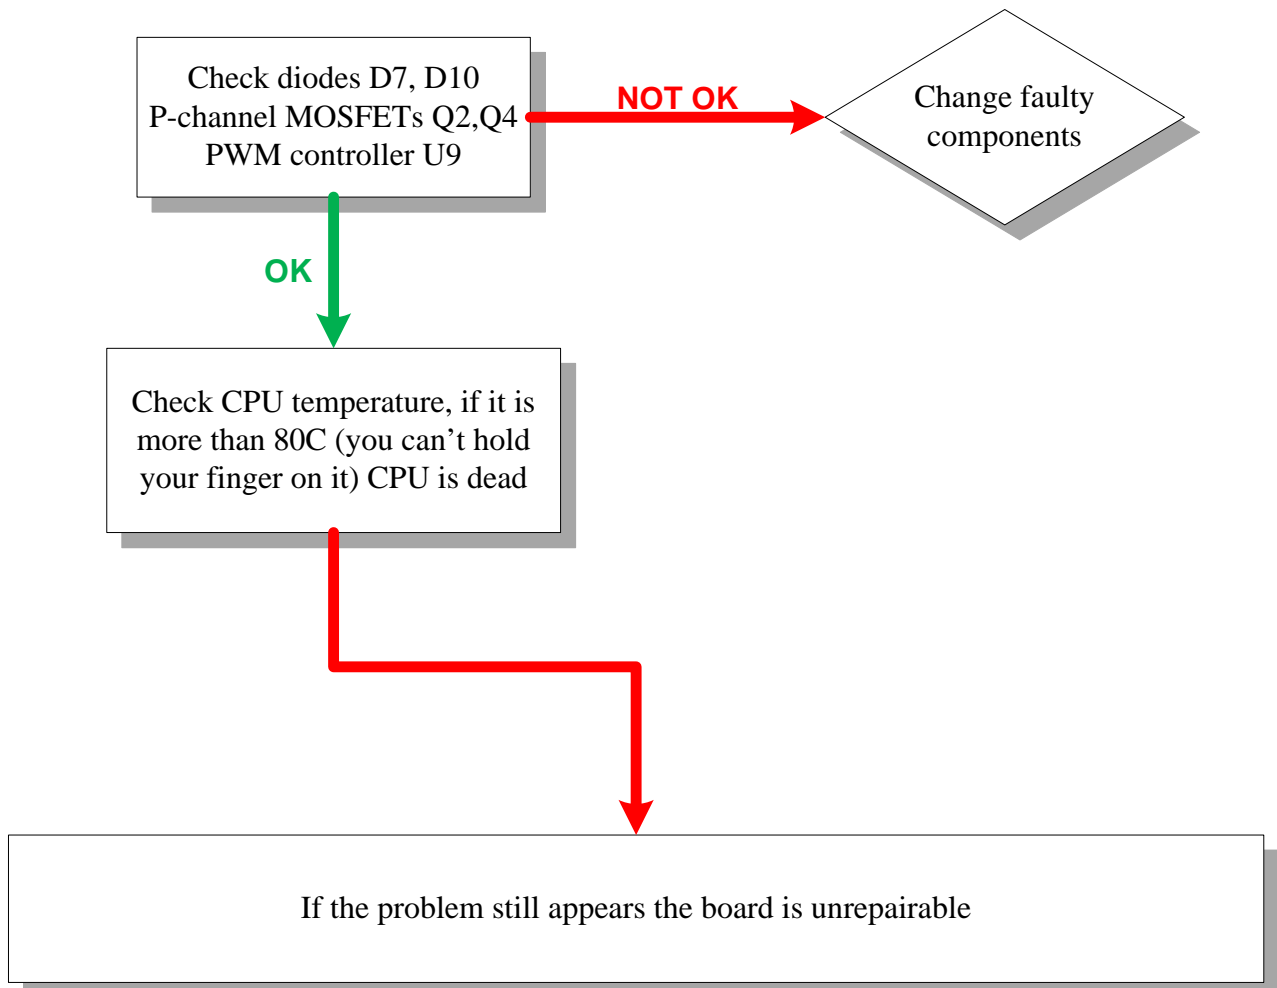 Check diodes D7, D10
P-channel MOSFETs Q2,Q4
PWM controller U9
NOT OK
Change faulty
components
OK
Check CPU temperature, if it is
more than 80C (you can’t hold
your finger on it) CPU is dead
If the problem still appears the board is unrepairable